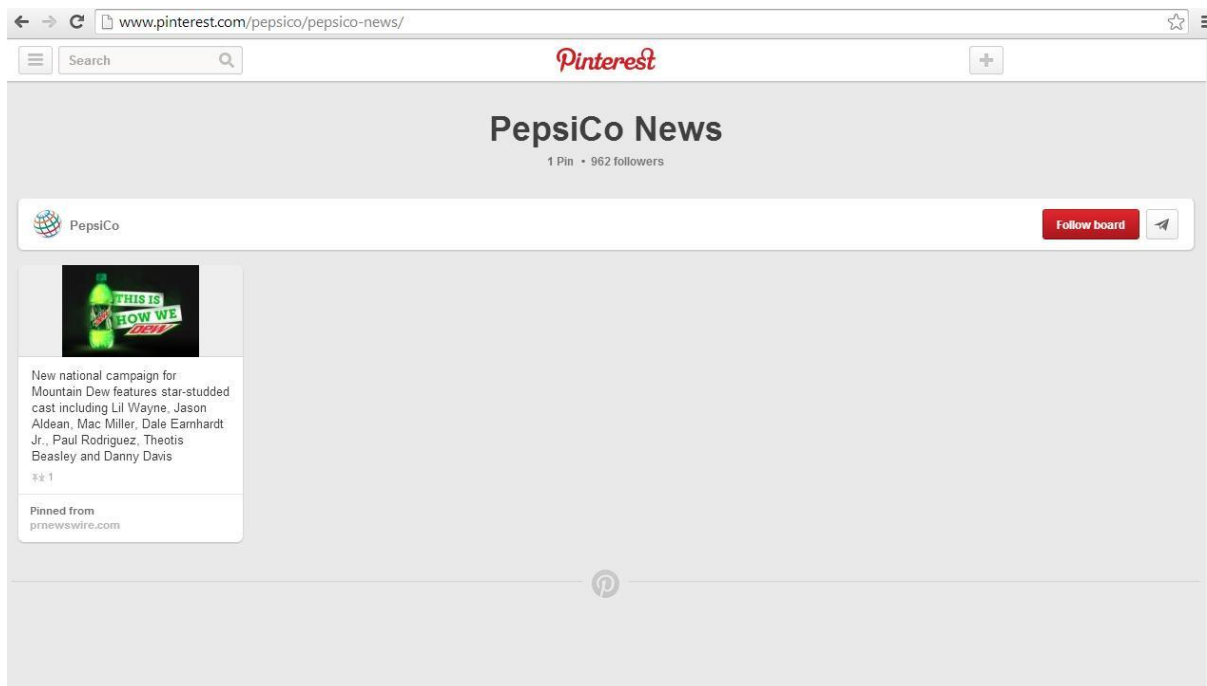 www.pinterest.com/pepsico/pepsico-news/
Search
Pinterest
PepsiCo News
1 Pin • 962 followers
PepsiCo
Follow board
THIS IS
HOW WE
DEW
New national campaign for
Mountain Dew features star-studded
cast including Lil Wayne, Jason
Aldean, Mac Miller, Dale Earnhardt
Jr., Paul Rodriguez, Theotis
Beasley and Danny Davis
1
Pinned from
prnewswire.com